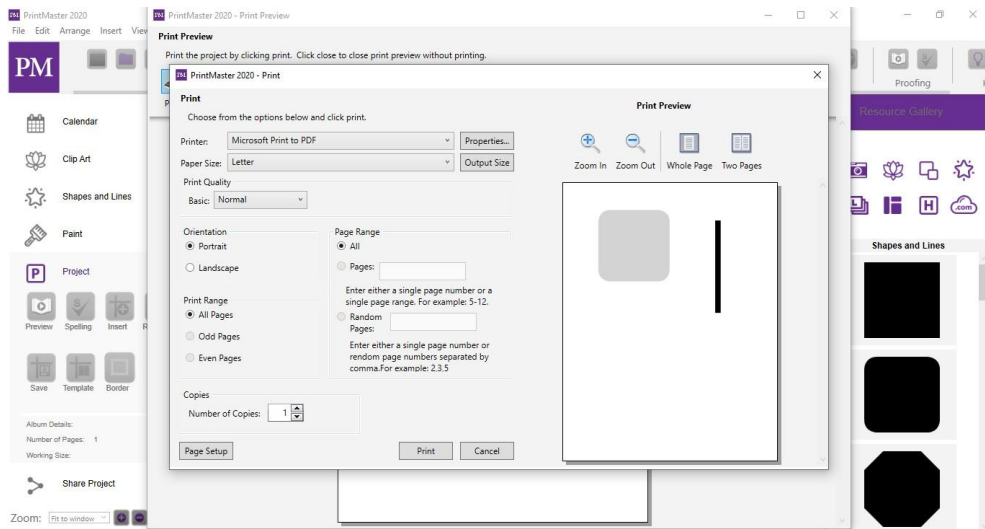 PrintMaster 2020
File Edit Arrange Insert View
PM
Calendar
Clip Art
Shapes and Lines
Paint
Project
Preview Spelling Insert
Save Template Border
Album Details:
Number of Pages: 1
Working Size:
Share Project
Zoom: Fit to window
PrintMaster 2020 - Print Preview
Print Preview
Print the project by clicking print. Click close to close print preview without printing.
PrintMaster 2020 - Print
Print
Choose from the options below and click print.
Printer: Microsoft Print to PDF Properties...
Paper Size: Letter Output Size
Print Quality
Basic: Normal
Orientation
Portrait
Landscape
Print Range
All Pages
Odd Pages
Even Pages
Page Range
All
Pages:
Enter either a single page number or a
single page range. For example: 5-12.
Random
Pages:
Enter either a single page number or
rendom page numbers separated by
comma.For example: 2,3,5
Copies
Number of Copies: 1
Page Setup Print Cancel
Print Preview
Zoom In Zoom Out Whole Page Two Pages
Proofing
Resource Gallery
H .com
Shapes and Lines